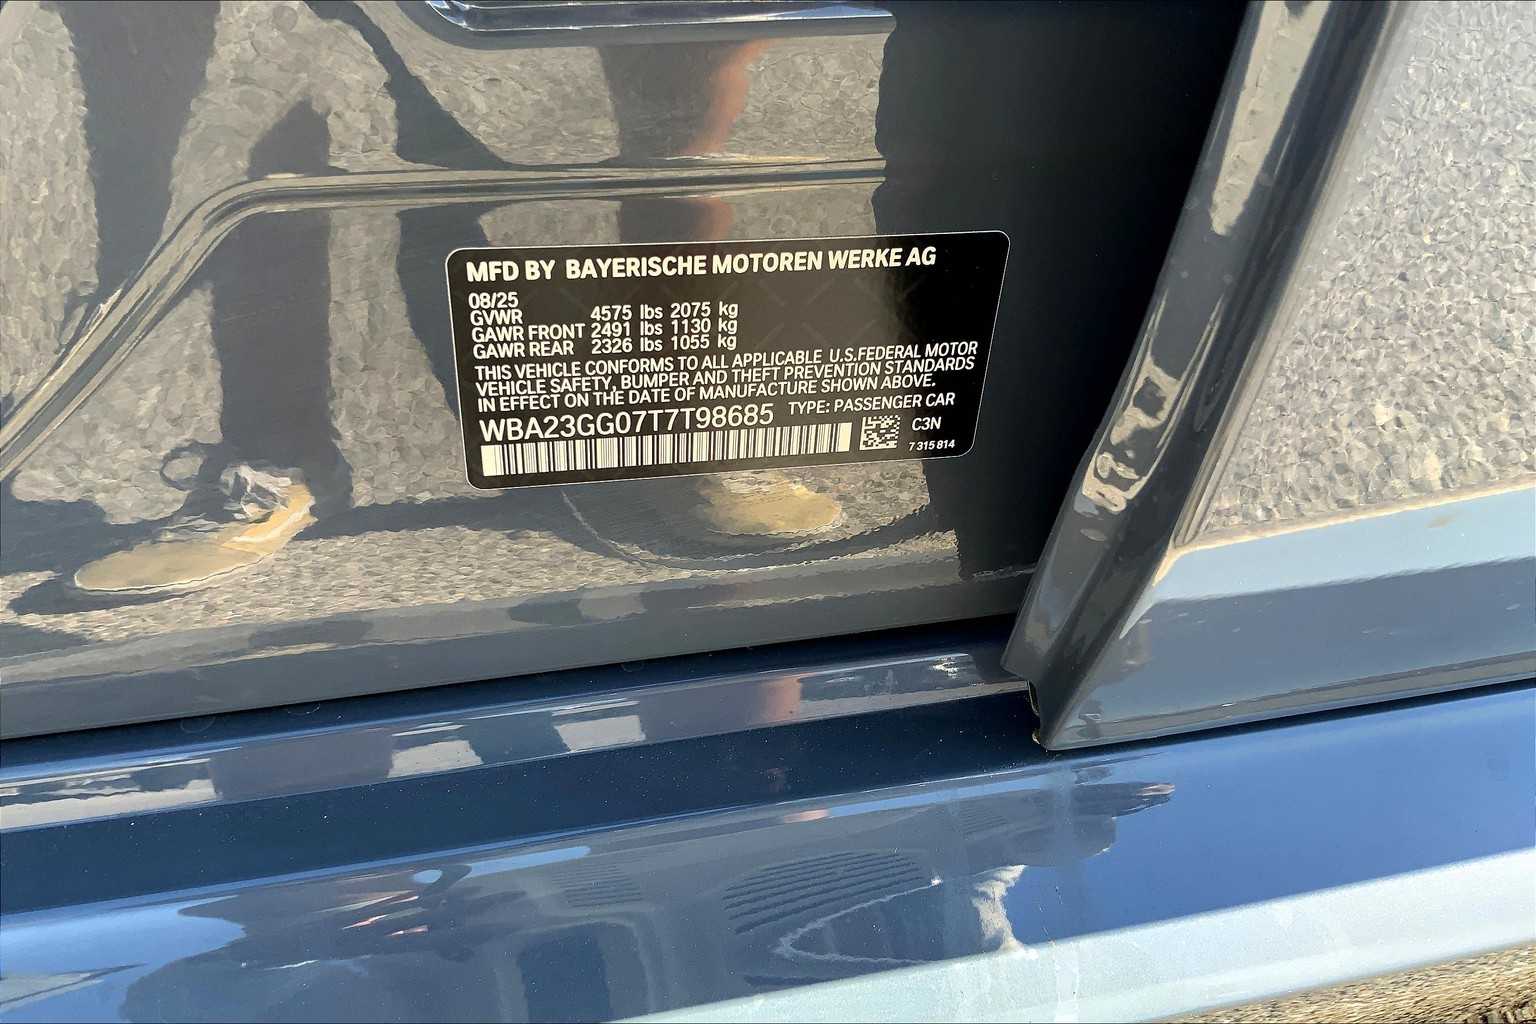 MFD BY BAYERISCHE MOTOREN WERKE AG
08/25
GVWR 4575 lbs 2075 kg
GAWR FRONT 2491 lbs 1130 kg
GAWR REAR 2326 lbs 1055 kg
THIS VEHICLE CONFORMS TO ALL APPLICABLE U.S.FEDERAL MOTOR
VEHICLE SAFETY, BUMPER AND THEFT PREVENTION STANDARDS
IN EFFECT ON THE DATE OF MANUFACTURE SHOWN ABOVE.
WBA23GG07T7T98685 TYPE: PASSENGER CAR
C3N
7 315 814